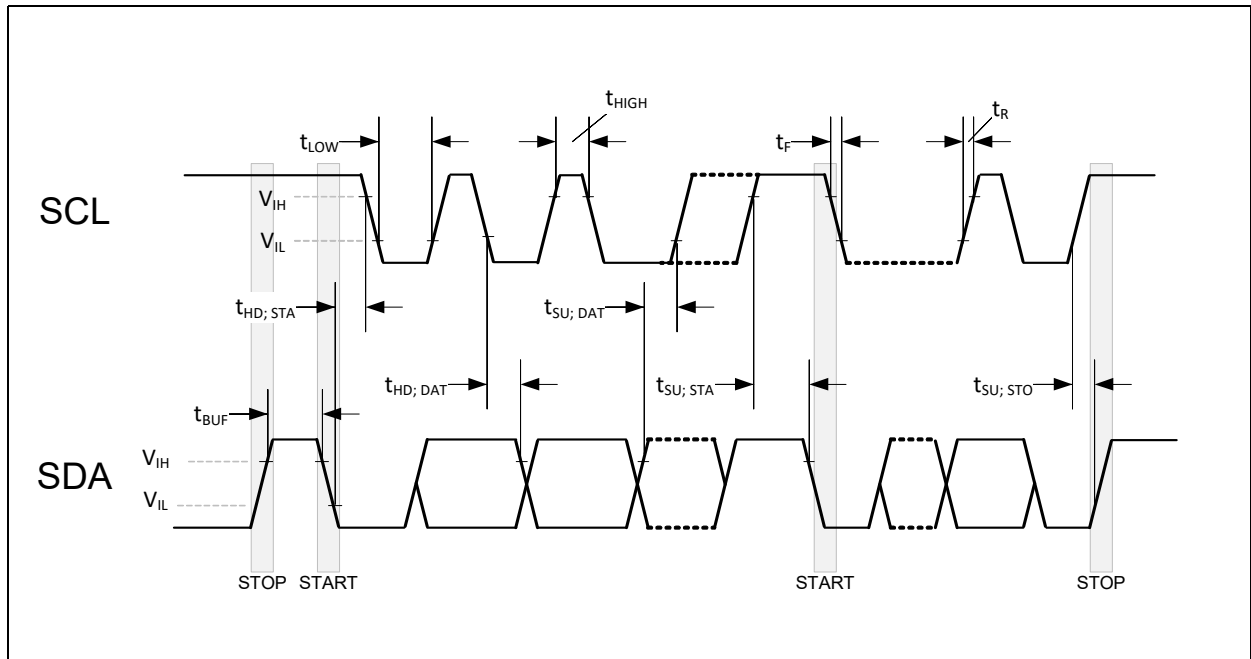 tHIGH
tR
tLOW
tF
SCL
VIH
VIL
tHD; STA
tSU; DAT
tHD; DAT
tSU; STA
tSU; STO
tBUF
SDA
VIH
VIL
STOP START START STOP